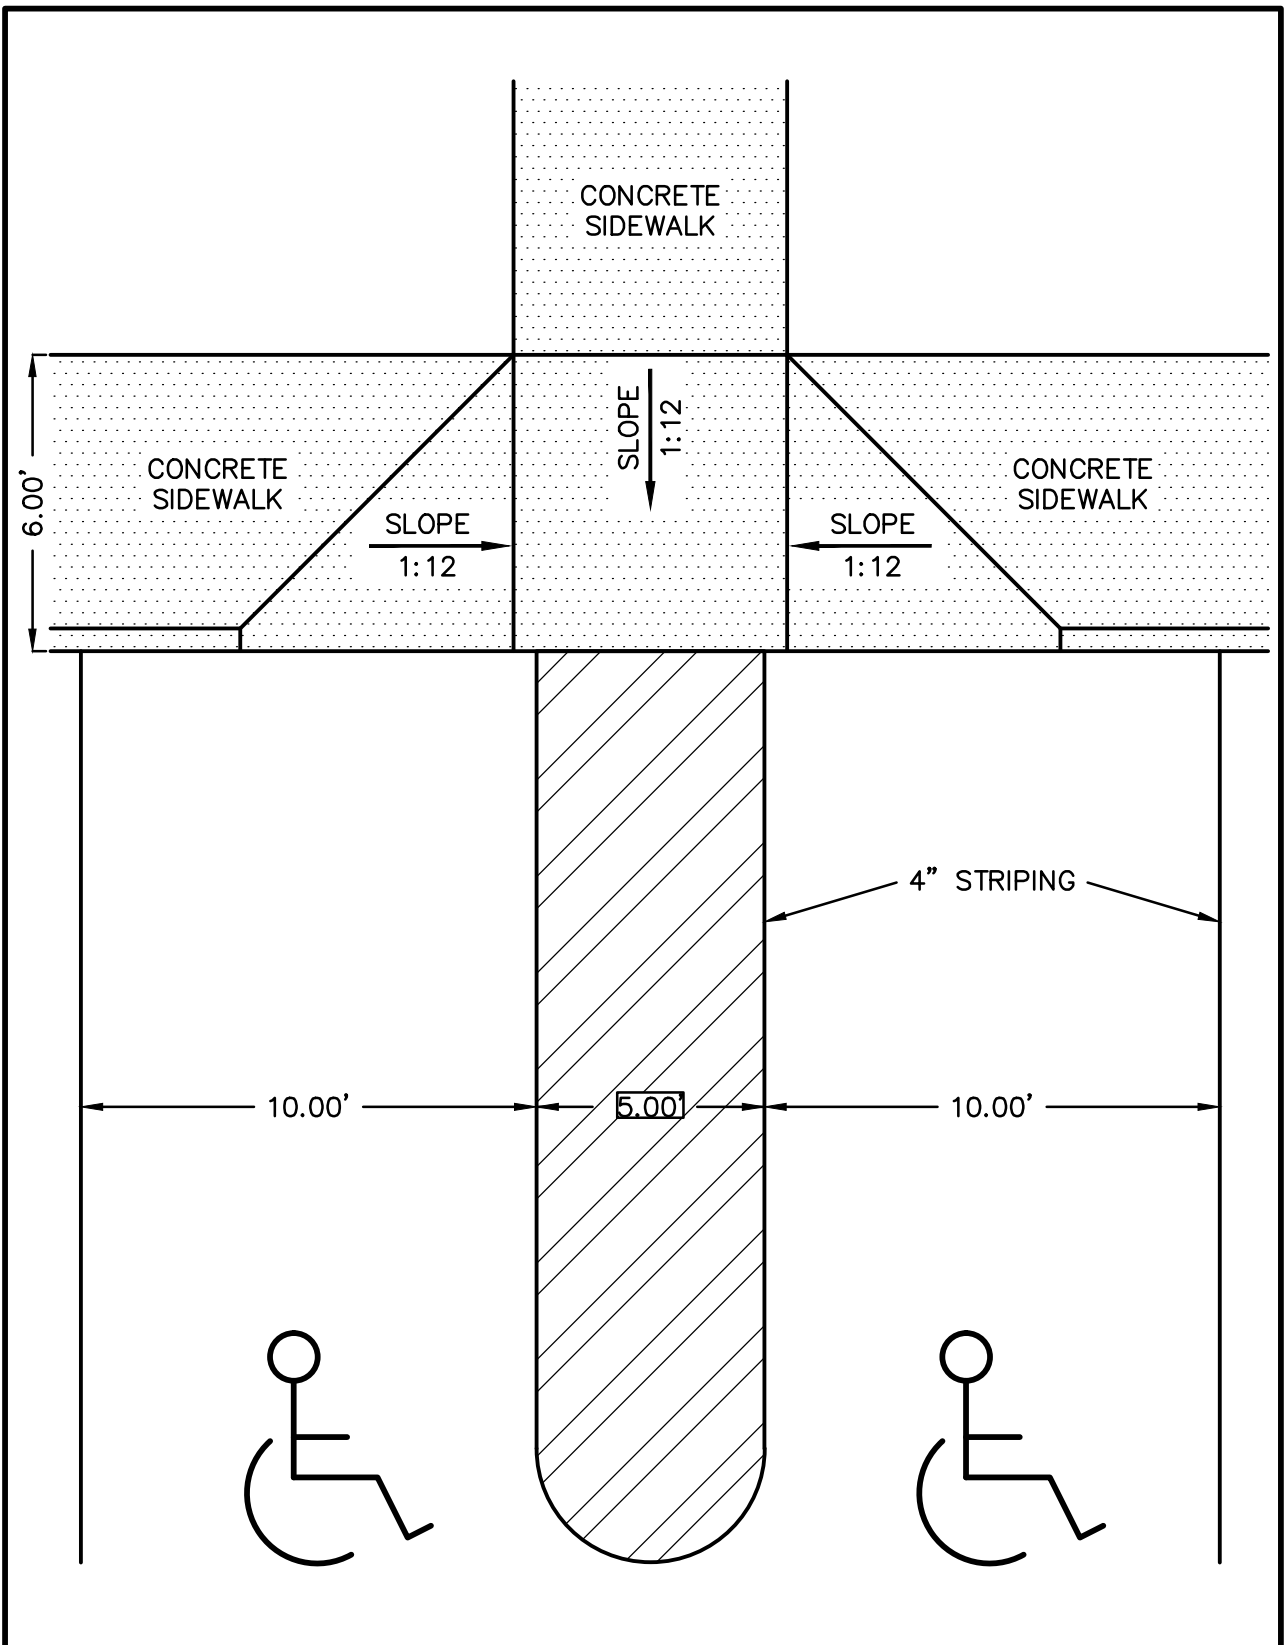 CONCRETE
SIDEWALK
SLOPE
1:12
6.00'
CONCRETE
SIDEWALK
SLOPE
1:12
SLOPE
1:12
CONCRETE
SIDEWALK
4" STRIPING
10.00'
5.00'
10.00'